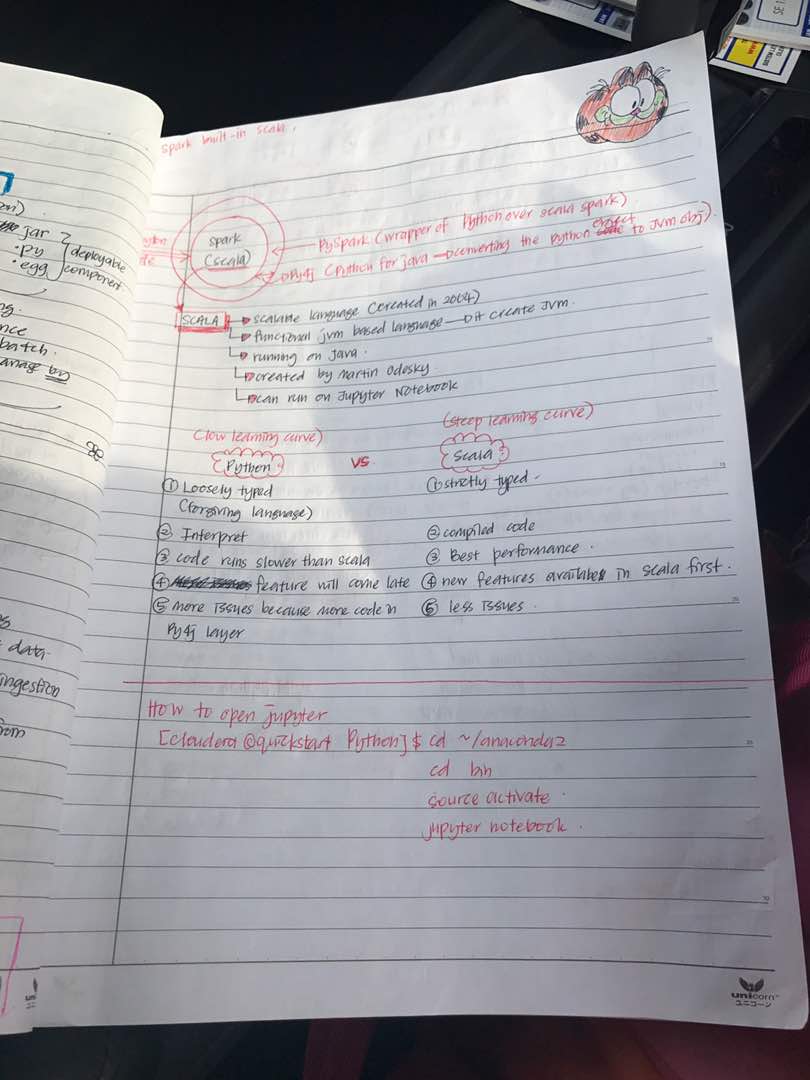 spark built-in scala.
jar
.py
.egg
deployable
component
spark
(scala)
PySpark (wrapper of Python over scala spark)
Py4j (Python for java → converting the python object to JVM obj)
SCALA
scalable language (created in 2004)
functional jvm based language → it create JVM.
running on Java.
created by Martin Odesky
can run on Jupyter Notebook
batch.
manage by
(low learning curve)
(steep learning curve)
Python
VS
Scala
① Loosely typed
(forgiving language)
① strictly typed.
② Interpret
② compiled code
③ code runs slower than scala
③ Best performance.
④ feature will come late
④ new features available in scala first.
⑤ more issues because more code in
Py4j layer
⑤ less issues.
data
ingestion
How to open jupyter
[cloudera@quickstart Python]$ cd ~/anaconda2
cd bin
source activate.
jupyter notebook.
unicorn
ユニコーン